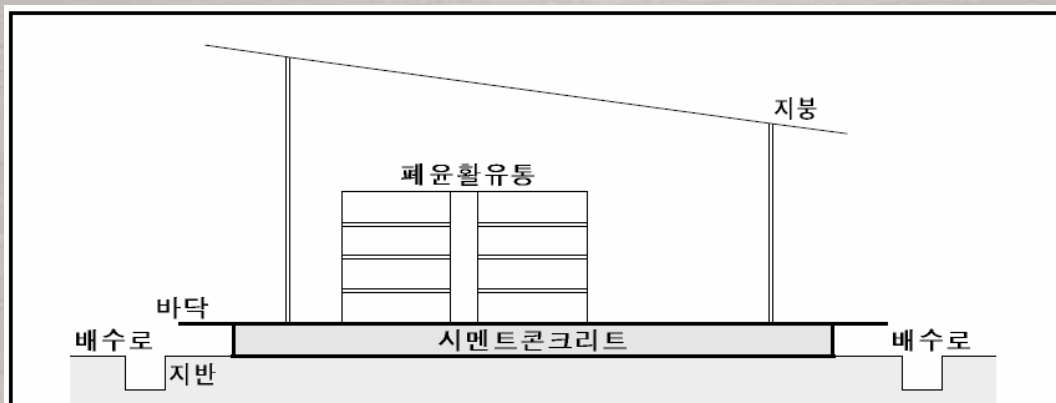 지붕
폐윤활유통
바닥
배수로
시멘트콘크리트
배수로
지반